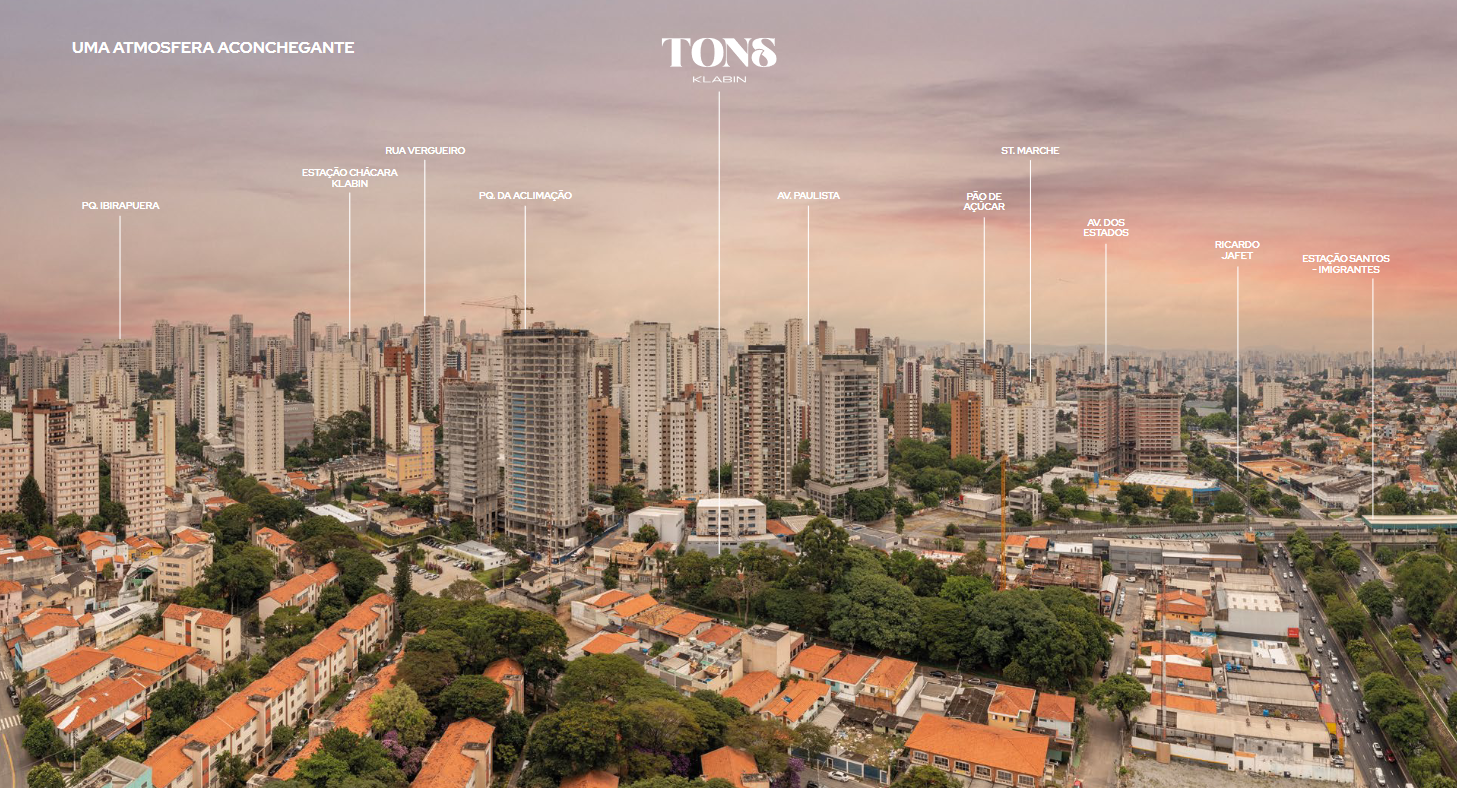 UMA ATMOSFERA ACONCHEGANTE
TONS
KLABIN
RUA VERGUEIRO
ST. MARCHE
ESTAÇÃO CHÁCARA
KLABIN
PQ. IBIRAPUERA
PQ. DA ACLIMAÇÃO
AV. PAULISTA
PÃO DE
AÇÚCAR
AV. DOS
ESTADOS
RICARDO
JAFET
ESTAÇÃO SANTOS
- IMIGRANTES